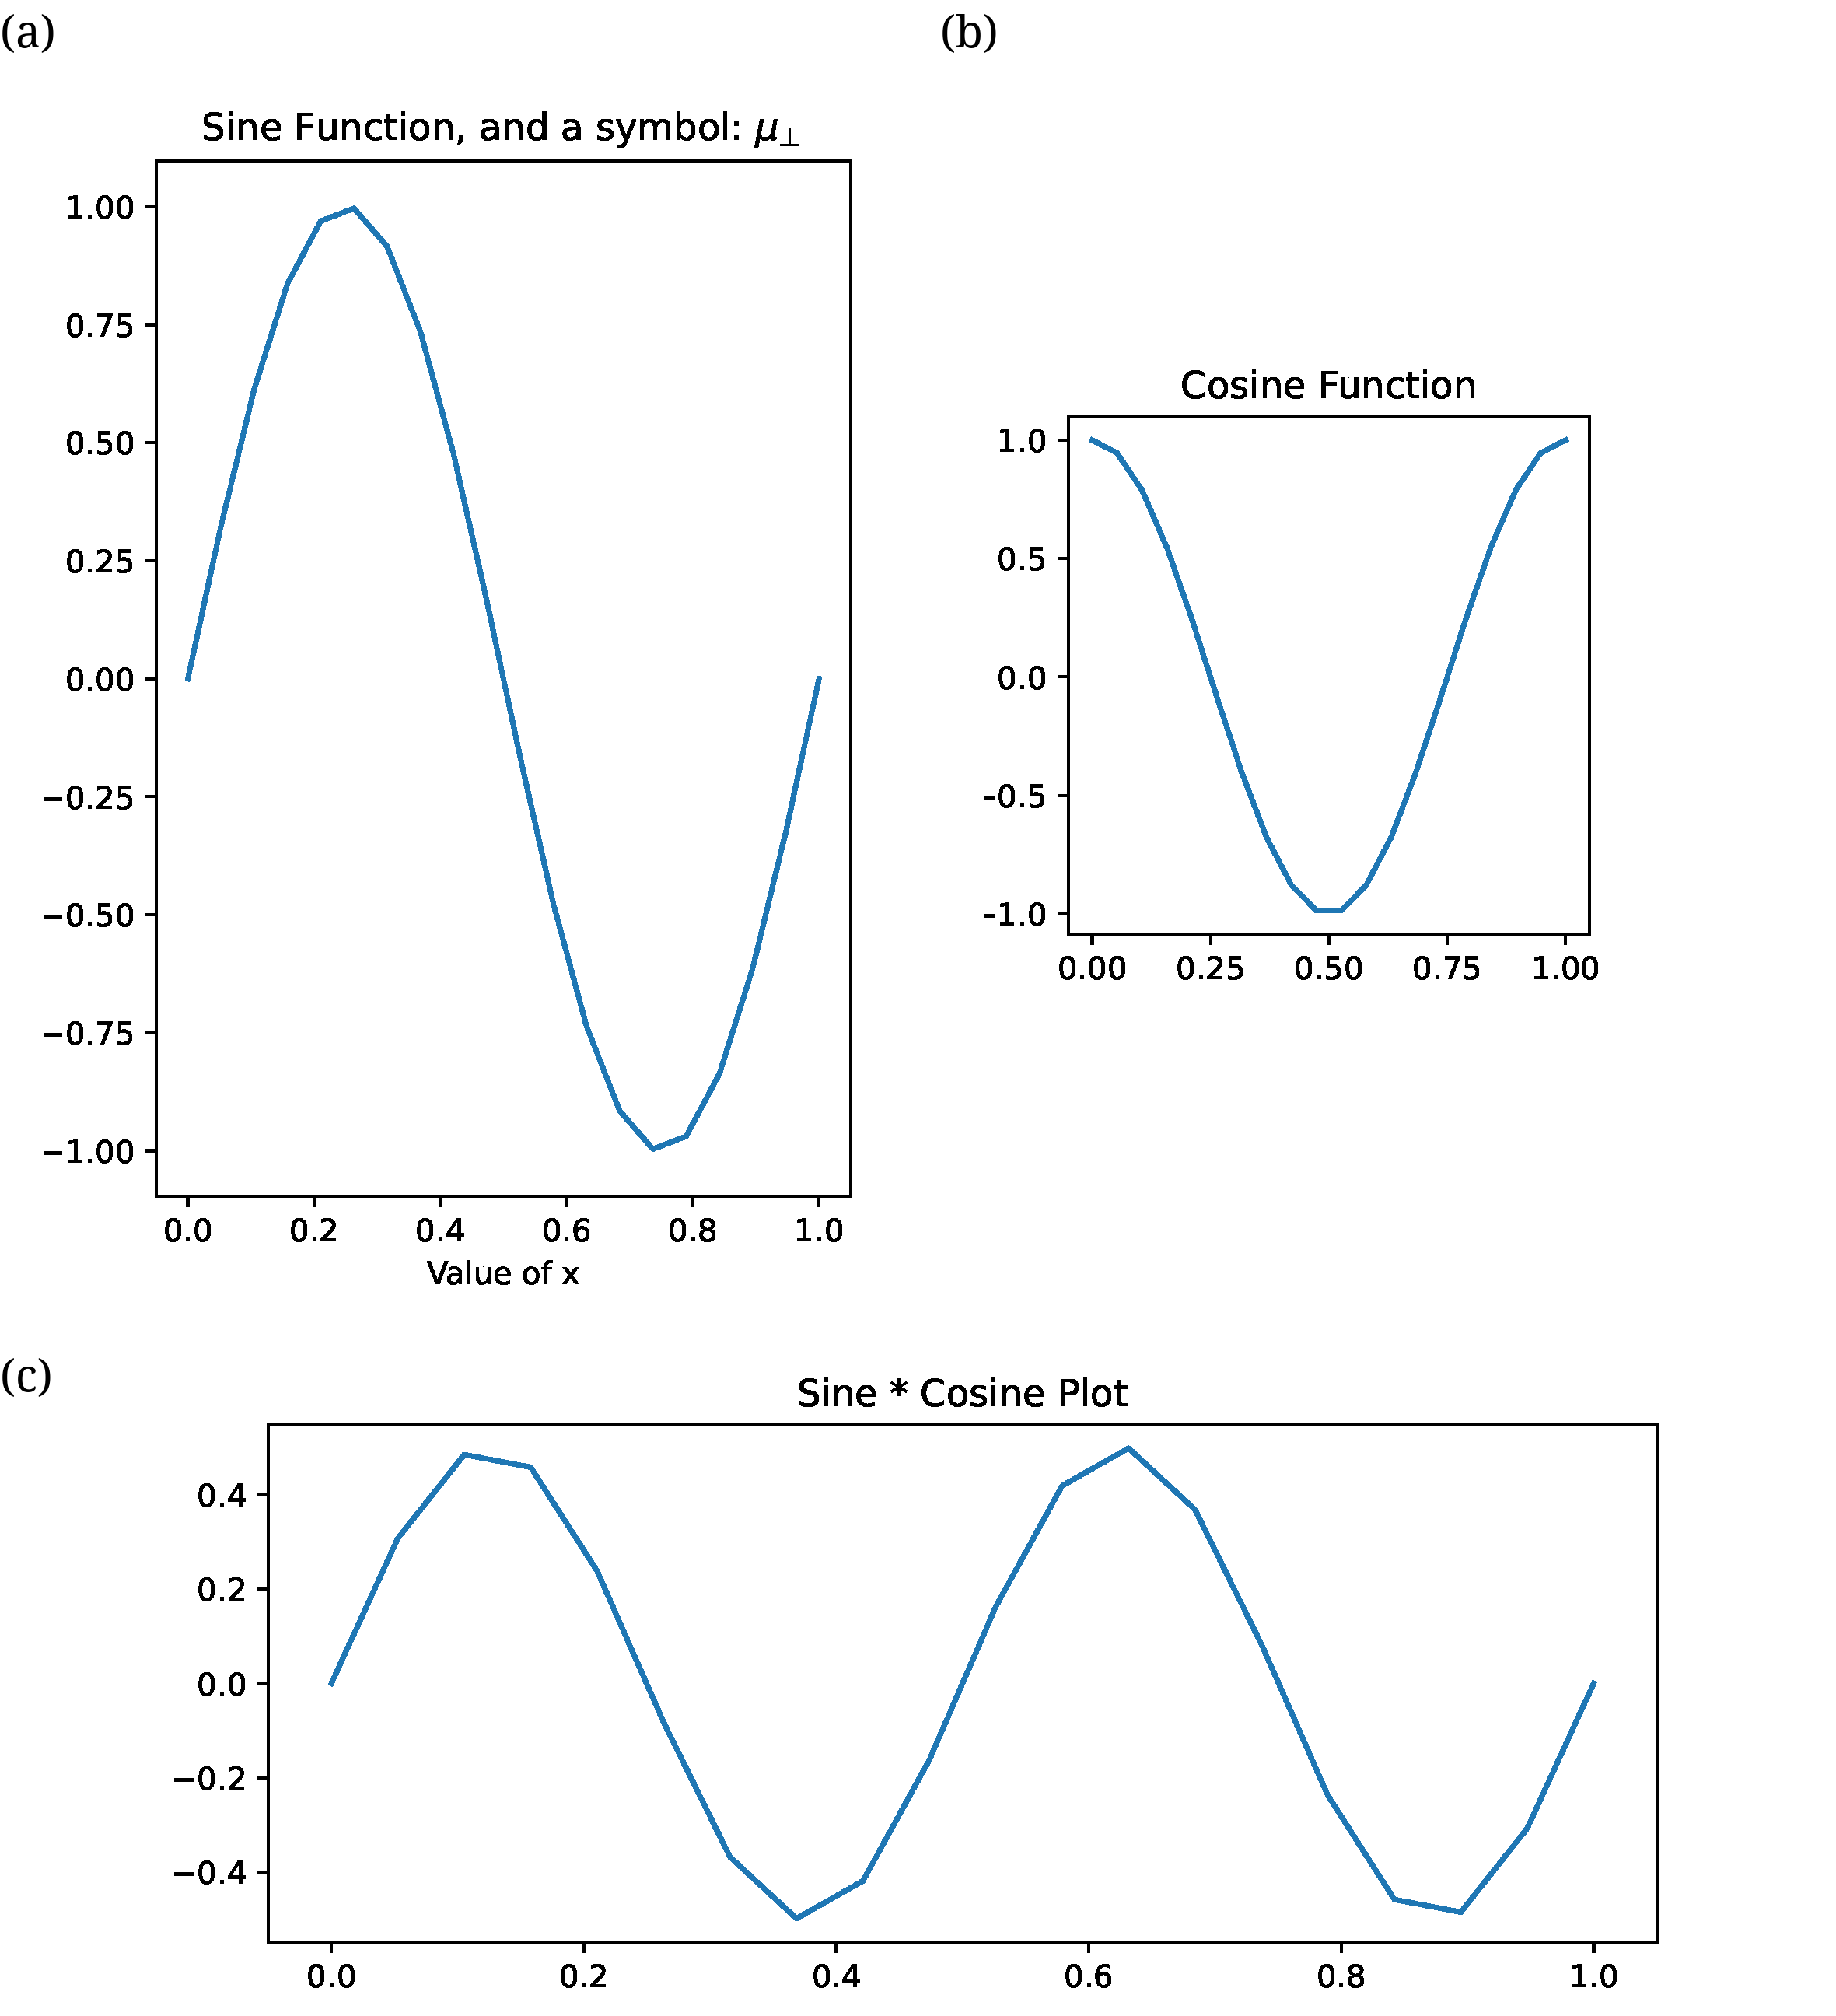 (a)
Sine Function, and a symbol: μ⊥
1.00
0.75
0.50
0.25
0.00
−0.25
−0.50
−0.75
−1.00
0.0 0.2 0.4 0.6 0.8 1.0
Value of x
(b)
Cosine Function
1.0
0.5
0.0
-0.5
-1.0
0.00 0.25 0.50 0.75 1.00
(c)
Sine * Cosine Plot
0.4
0.2
0.0
−0.2
−0.4
0.0 0.2 0.4 0.6 0.8 1.0